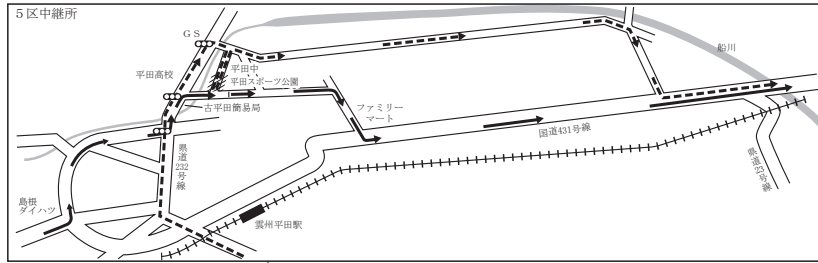 5区中継所
GS
船川
平田高校
平田中
平田スポーツ公園
古平田簡易局
ファミリー
マート
国道431号線
県道
232
号線
県道23号線
島根
ダイハツ
雲州平田駅